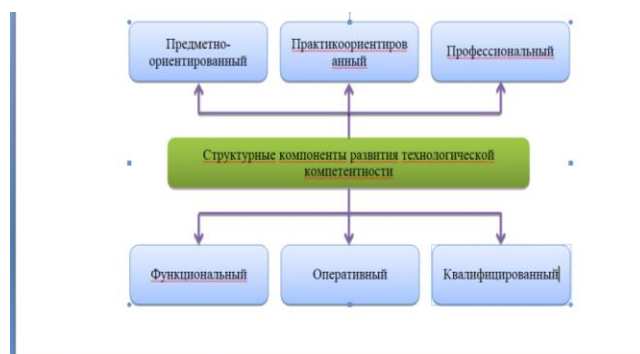 Предметно-
ориентированный
Практикоориентиров
анный
Профессиональный
Структурные компоненты развития технологической
компетентности
Функциональный
Оперативный
Квалифицированный